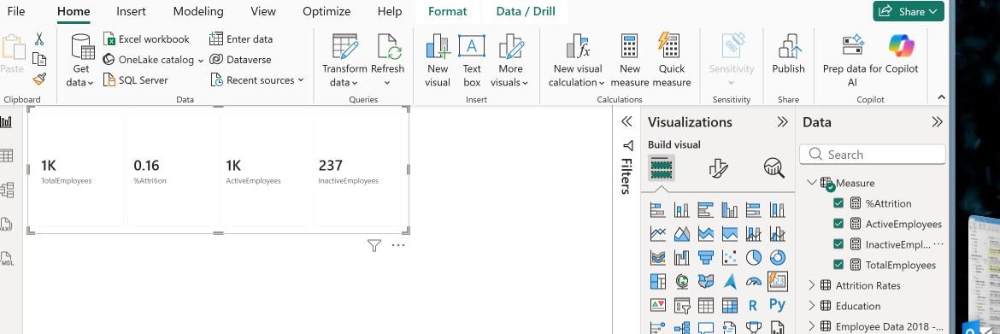 File Home Insert Modeling View Optimize Help Format Data / Drill Share
Paste
Get data
Excel workbook
OneLake catalog
SQL Server
Enter data
Dataverse
Recent sources
Transform data
Refresh
New visual
Text box
More visuals
New visual calculation
New measure
Quick measure
Sensitivity
Publish
Prep data for AI
Copilot
Clipboard Data Queries Insert Calculations Sensitivity Share Copilot
1K 0.16 1K 237
TotalEmployees %Attrition ActiveEmployees InactiveEmployees
Filters
Visualizations
Build visual
123
R Py
Data
Search
Measure
%Attrition
ActiveEmployees
InactiveEmpl...
TotalEmployees
Attrition Rates
Education
Employee Data 2018 -...